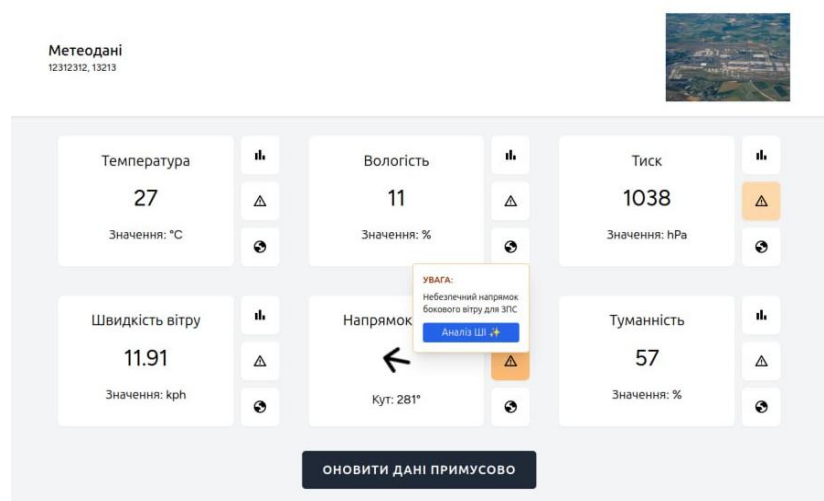 Метеодані
12312312, 13213
Температура
27
Значення: °C
Вологість
11
Значення: %
Тиск
1038
Значення: hPa
УВАГА:
Небезпечний напрямок
бокового вітру для ЗПС
Аналіз ШІ ✨
Швидкість вітру
11.91
Значення: kph
Напрямок
Кут: 281°
Туманність
57
Значення: %
ОНОВИТИ ДАНІ ПРИМУСОВО